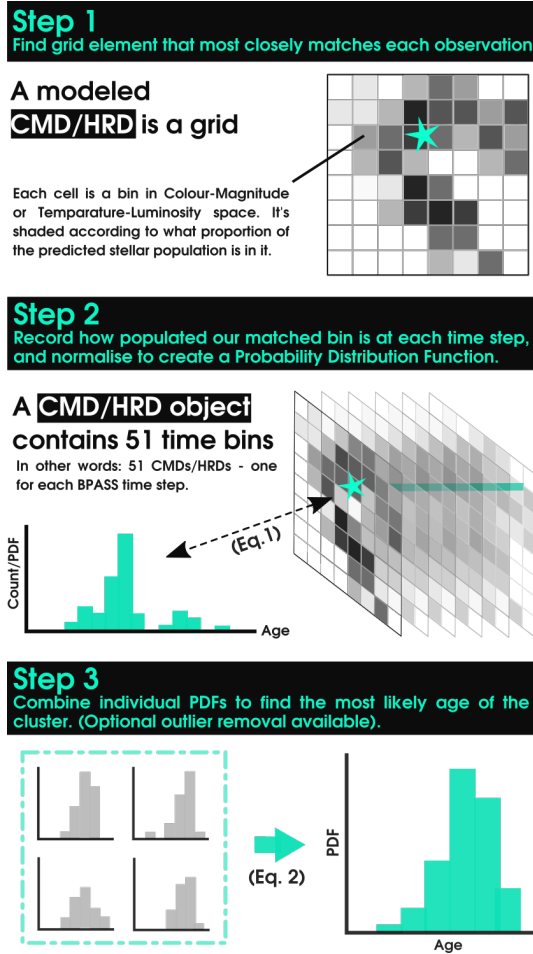 Step 1
Find grid element that most closely matches each observation
A modeled
CMD/HRD is a grid
Each cell is a bin in Colour-Magnitude
or Temparature-Luminosity space. It's
shaded according to what proportion of
the predicted stellar population is in it.
Step 2
Record how populated our matched bin is at each time step,
and normalise to create a Probability Distribution Function.
A CMD/HRD object
contains 51 time bins
In other words: 51 CMDs/HRDs - one
for each BPASS time step.
(Eq.1)
Count/PDF
Age
Step 3
Combine individual PDFs to find the most likely age of the
cluster. (Optional outlier removal available).
(Eq. 2)
PDF
Age